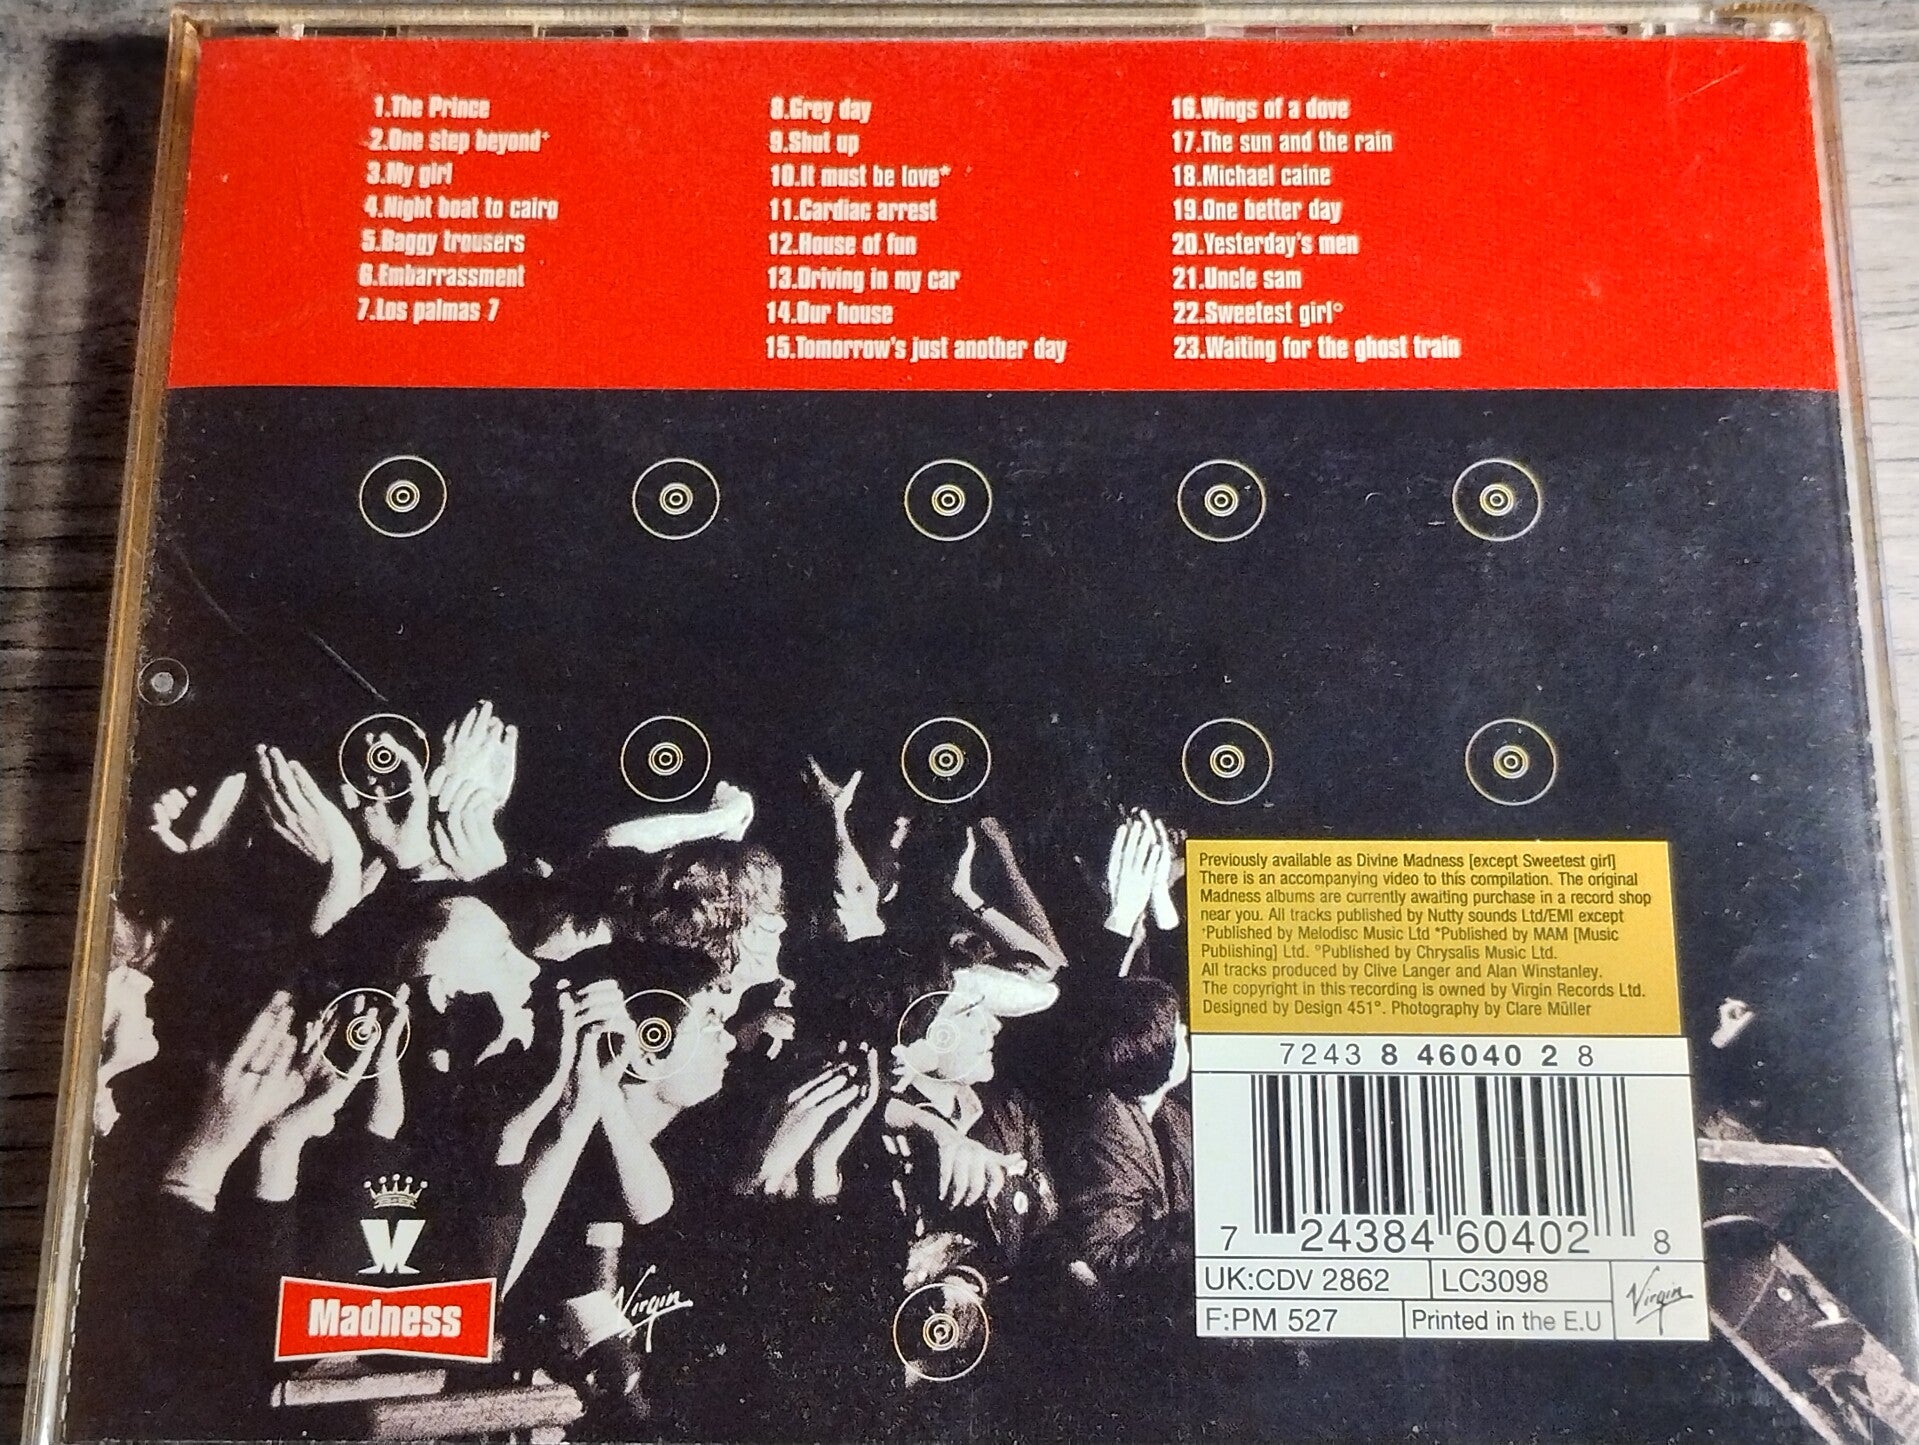 1.The Prince
2.One step beyond+
3.My girl
4.Night boat to cairo
5.Baggy trousers
6.Embarrassment
7.Los palmas 7
8.Grey day
9.Shut up
10.It must be love*
11.Cardiac arrest
12.House of fun
13.Driving in my car
14.Our house
15.Tomorrow's just another day
16.Wings of a dove
17.The sun and the rain
18.Michael caine
19.One better day
20.Yesterday's men
21.Uncle sam
22.Sweetest girl°
23.Waiting for the ghost train
Previously available as Divine Madness [except Sweetest girl]
There is an accompanying video to this compilation. The original
Madness albums are currently awaiting purchase in a record shop
near you. All tracks published by Nutty sounds Ltd/EMI except
+Published by Melodisc Music Ltd *Published by MAM [Music
Publishing] Ltd. °Published by Chrysalis Music Ltd.
All tracks produced by Clive Langer and Alan Winstanley.
The copyright in this recording is owned by Virgin Records Ltd.
Designed by Design 451°. Photography by Clare Müller
7243 8 46040 2 8
7 24384 60402 8
UK:CDV 2862
LC3098
F:PM 527
Printed in the E.U
Virgin
M
Madness
Virgin